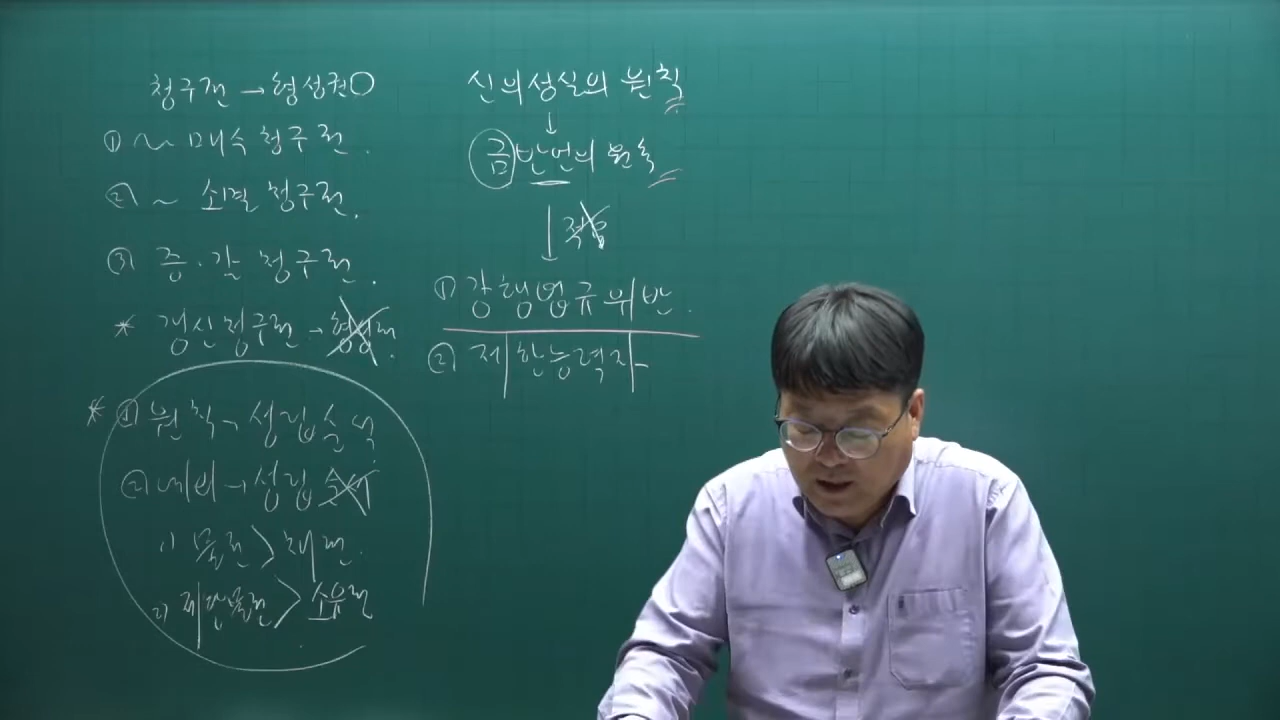 청구권 → 형성권○
① ~ 매수청구권.
② ~ 소멸청구권.
③ 증·감청구권.
* 갱신청구권 → 형성권.
* ① 원칙 → 성립순서
② 예외 → 성립순서
1) 물권 > 채권.
2) 제한물권 > 소유권
신의성실의 원칙
↓
금반언의 원칙
↓ 적용
① 강행법규위반.
② 제한능력자